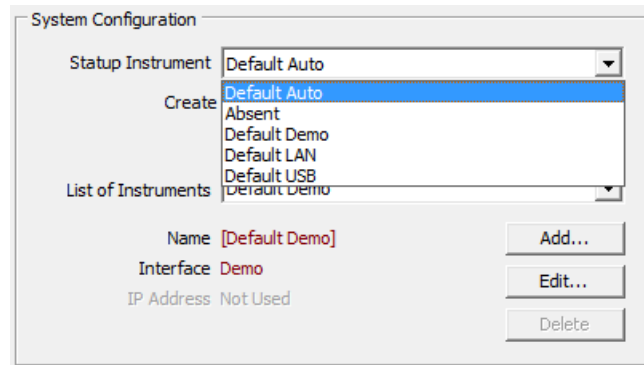 System Configuration
Statup Instrument Default Auto
Default Auto
Create
Absent
Default Demo
Default LAN
Default USB
List of Instruments Default Demo
Name [Default Demo] Add...
Interface Demo
Edit...
IP Address Not Used
Delete